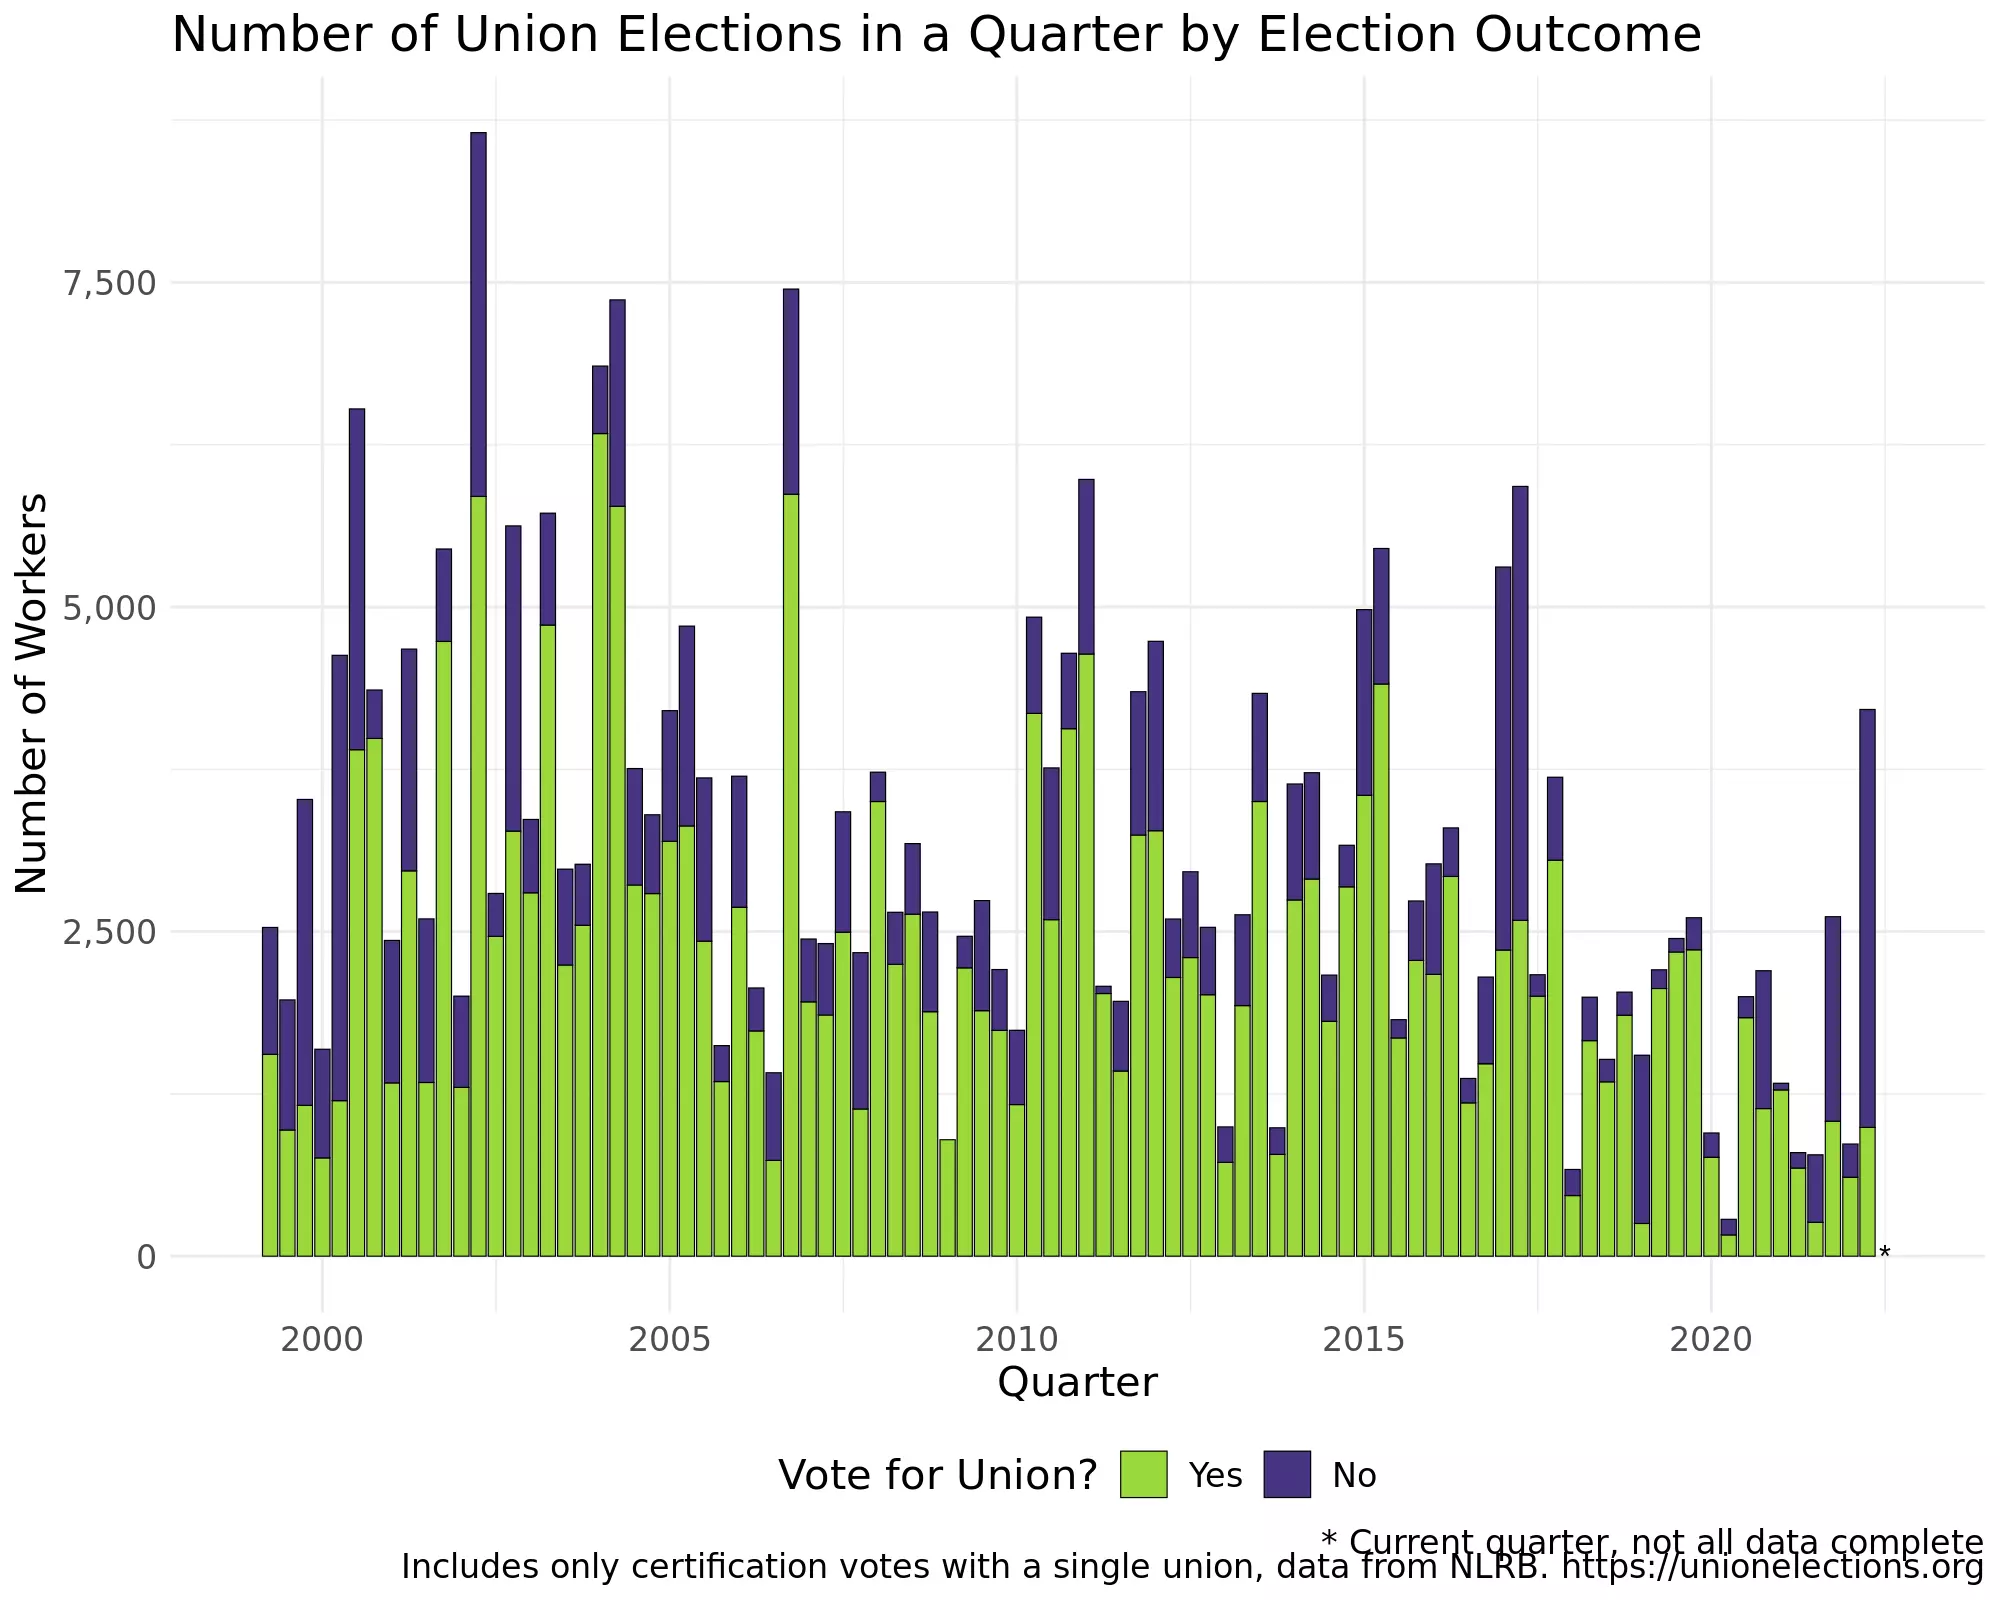 Number of Union Elections in a Quarter by Election Outcome
Number of Workers
7,500
5,000
2,500
0
*
2000 2005 2010 2015 2020
Quarter
Vote for Union? Yes No
* Current quarter, not all data complete
Includes only certification votes with a single union, data from NLRB. https://unionelections.org